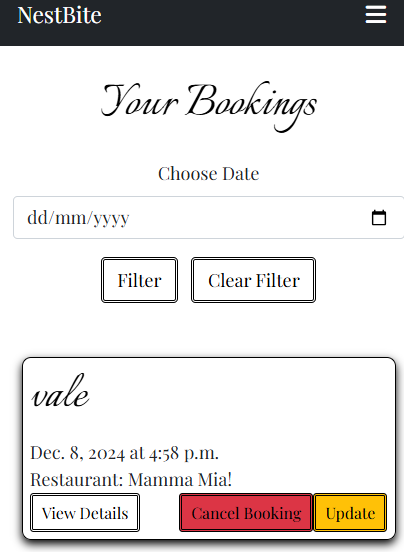 NestBite
Your Bookings
Choose Date
dd/mm/yyyy
Filter Clear Filter
vale
Dec. 8, 2024 at 4:58 p.m.
Restaurant: Mamma Mia!
View Details Cancel Booking Update